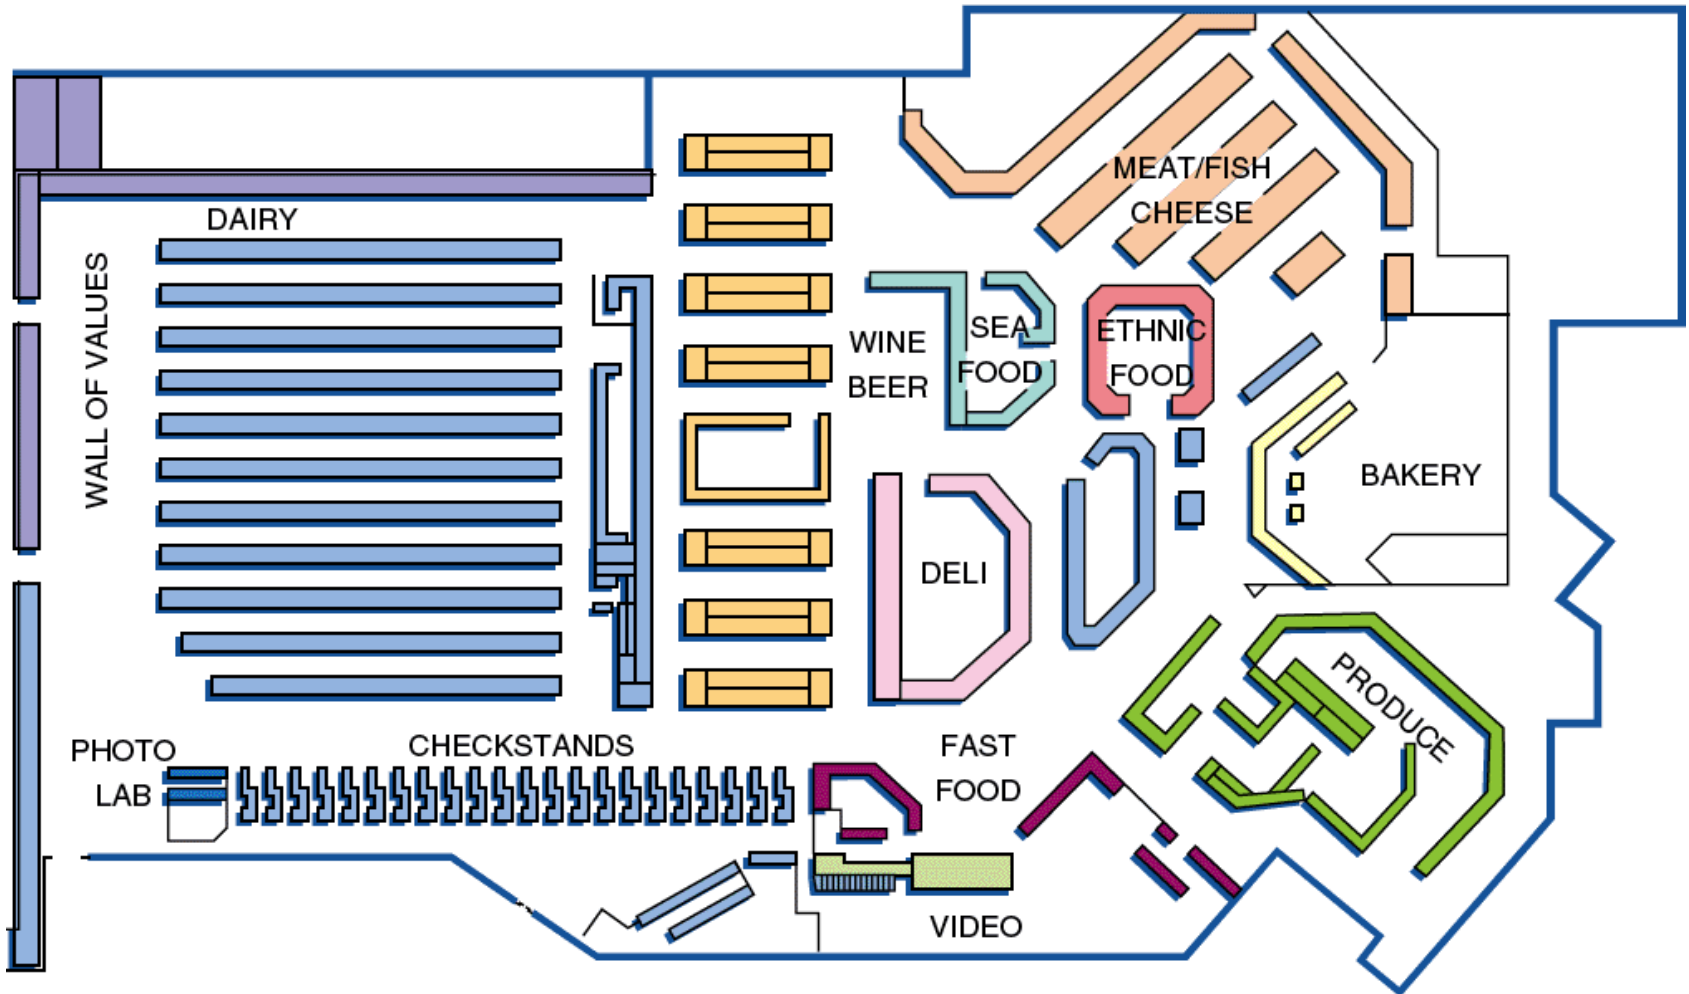 MEAT/FISH
CHEESE
DAIRY
WALL OF VALUES
WINE
BEER
SEA
FOOD
ETHNIC
FOOD
BAKERY
DELI
PRODUCE
PHOTO
LAB
CHECKSTANDS
FAST
FOOD
VIDEO